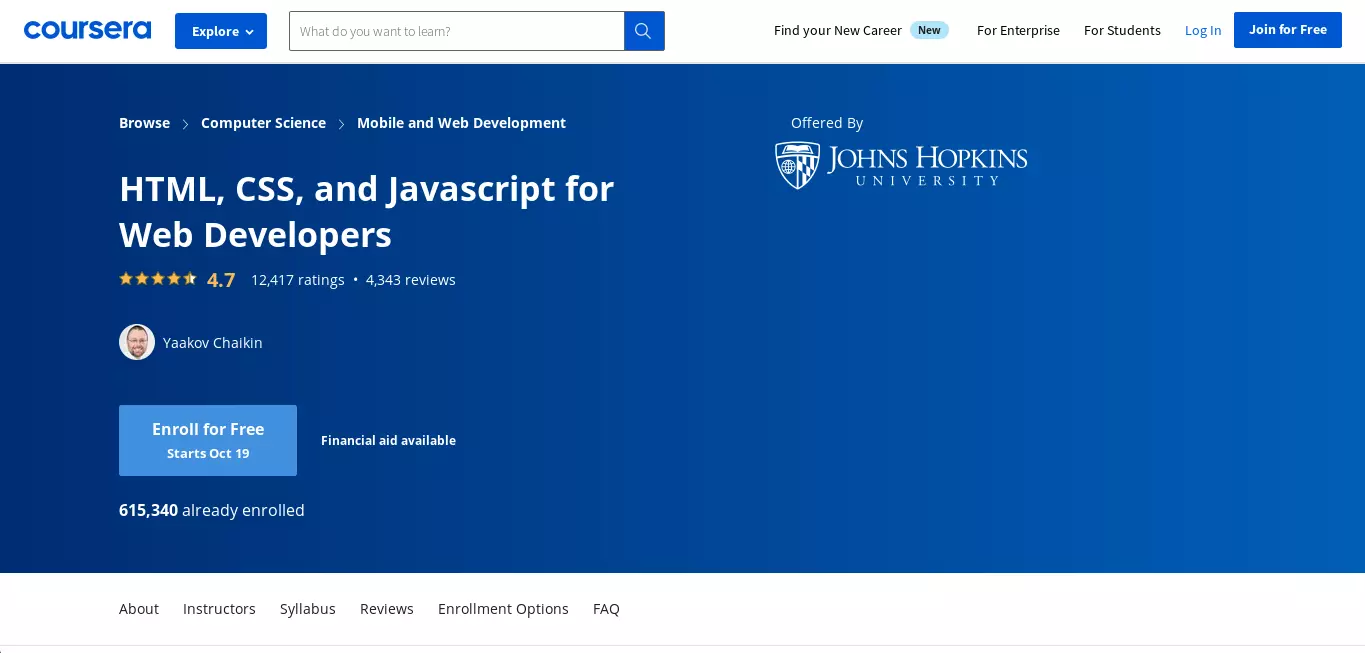 coursera
Explore
What do you want to learn?
Find your New Career New
For Enterprise
For Students
Log In
Join for Free
Browse
Computer Science
Mobile and Web Development
HTML, CSS, and Javascript for
Web Developers
4.7 12,417 ratings • 4,343 reviews
Yaakov Chaikin
Enroll for Free
Starts Oct 19
Financial aid available
615,340 already enrolled
Offered By
JOHNS HOPKINS
UNIVERSITY
About
Instructors
Syllabus
Reviews
Enrollment Options
FAQ